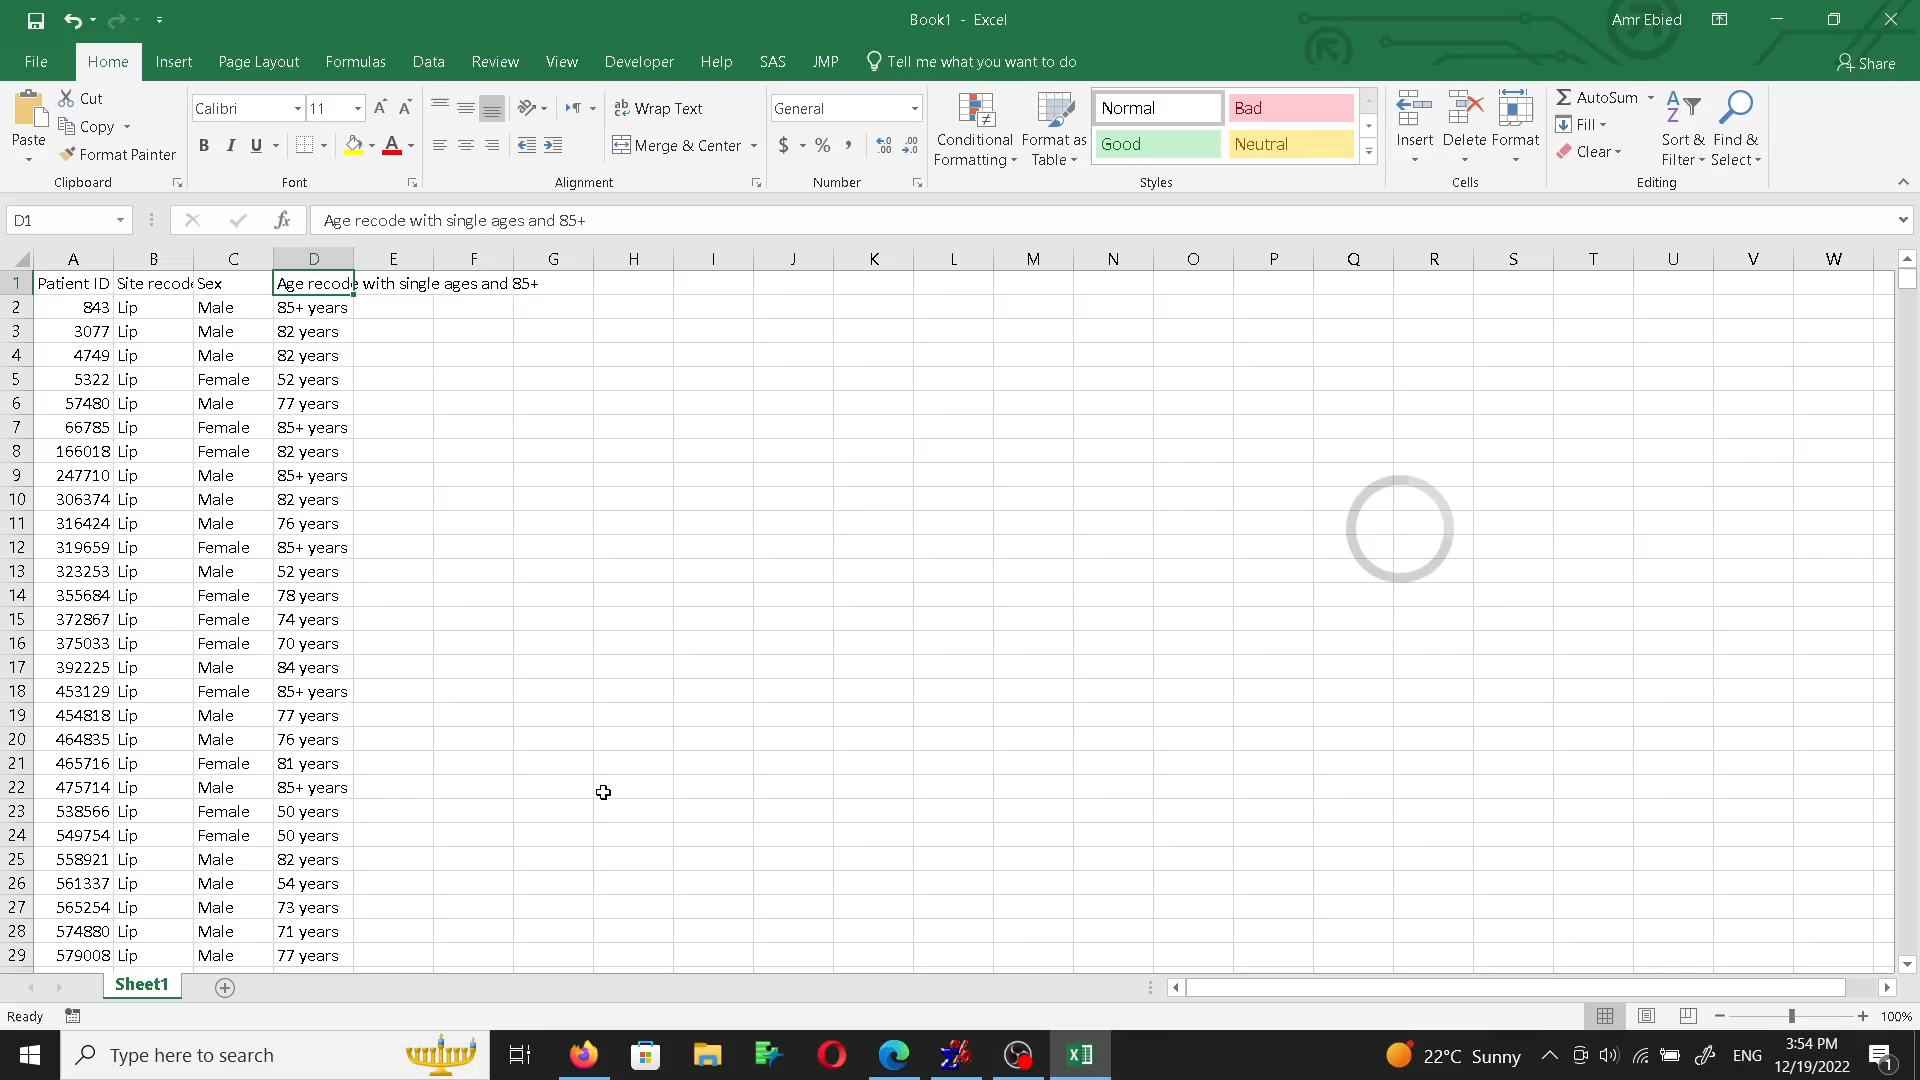 Book1 - Excel
Amr Ebied
File Home Insert Page Layout Formulas Data Review View Developer Help SAS JMP Tell me what you want to do Share
Paste
Cut
Copy
Format Painter
Clipboard
Calibri 11
B I U
Font
Wrap Text
Merge & Center
Alignment
General
$ % ,
Number
Conditional Formatting
Format as Table
Normal Bad
Good Neutral
Styles
Insert Delete Format
Cells
AutoSum
Fill
Clear
Sort & Filter
Find & Select
Editing
D1 fx Age recode with single ages and 85+
A B C D E F G H I J K L M N O P Q R S T U V W
1 Patient ID Site recode Sex Age recode with single ages and 85+
2 843 Lip Male 85+ years
3 3077 Lip Male 82 years
4 4749 Lip Male 82 years
5 5322 Lip Female 52 years
6 57480 Lip Male 77 years
7 66785 Lip Female 85+ years
8 166018 Lip Female 82 years
9 247710 Lip Male 85+ years
10 306374 Lip Male 82 years
11 316424 Lip Male 76 years
12 319659 Lip Female 85+ years
13 323253 Lip Male 52 years
14 355684 Lip Female 78 years
15 372867 Lip Female 74 years
16 375033 Lip Female 70 years
17 392225 Lip Male 84 years
18 453129 Lip Female 85+ years
19 454818 Lip Male 77 years
20 464835 Lip Male 76 years
21 465716 Lip Female 81 years
22 475714 Lip Male 85+ years
23 538566 Lip Female 50 years
24 549754 Lip Female 50 years
25 558921 Lip Male 82 years
26 561337 Lip Male 54 years
27 565254 Lip Male 73 years
28 574880 Lip Male 71 years
29 579008 Lip Male 77 years
Sheet1
Ready
100%
Type here to search
22°C Sunny
ENG
3:54 PM
12/19/2022
1